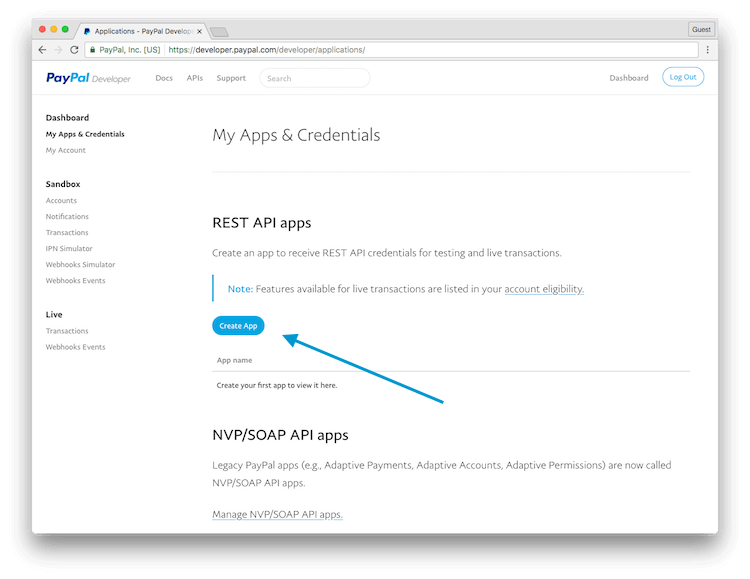 Applications - PayPal Develop
Guest
PayPal, Inc. [US] https://developer.paypal.com/developer/applications/
PayPal Developer
Docs APIs Support Search Dashboard Log Out
Dashboard
My Apps & Credentials
My Account
Sandbox
Accounts
Notifications
Transactions
IPN Simulator
Webhooks Simulator
Webhooks Events
Live
Transactions
Webhooks Events
My Apps & Credentials
REST API apps
Create an app to receive REST API credentials for testing and live transactions.
Note: Features available for live transactions are listed in your account eligibility.
Create App
App name
Create your first app to view it here.
NVP/SOAP API apps
Legacy PayPal apps (e.g., Adaptive Payments, Adaptive Accounts, Adaptive Permissions) are now called
NVP/SOAP API apps.
Manage NVP/SOAP API apps.